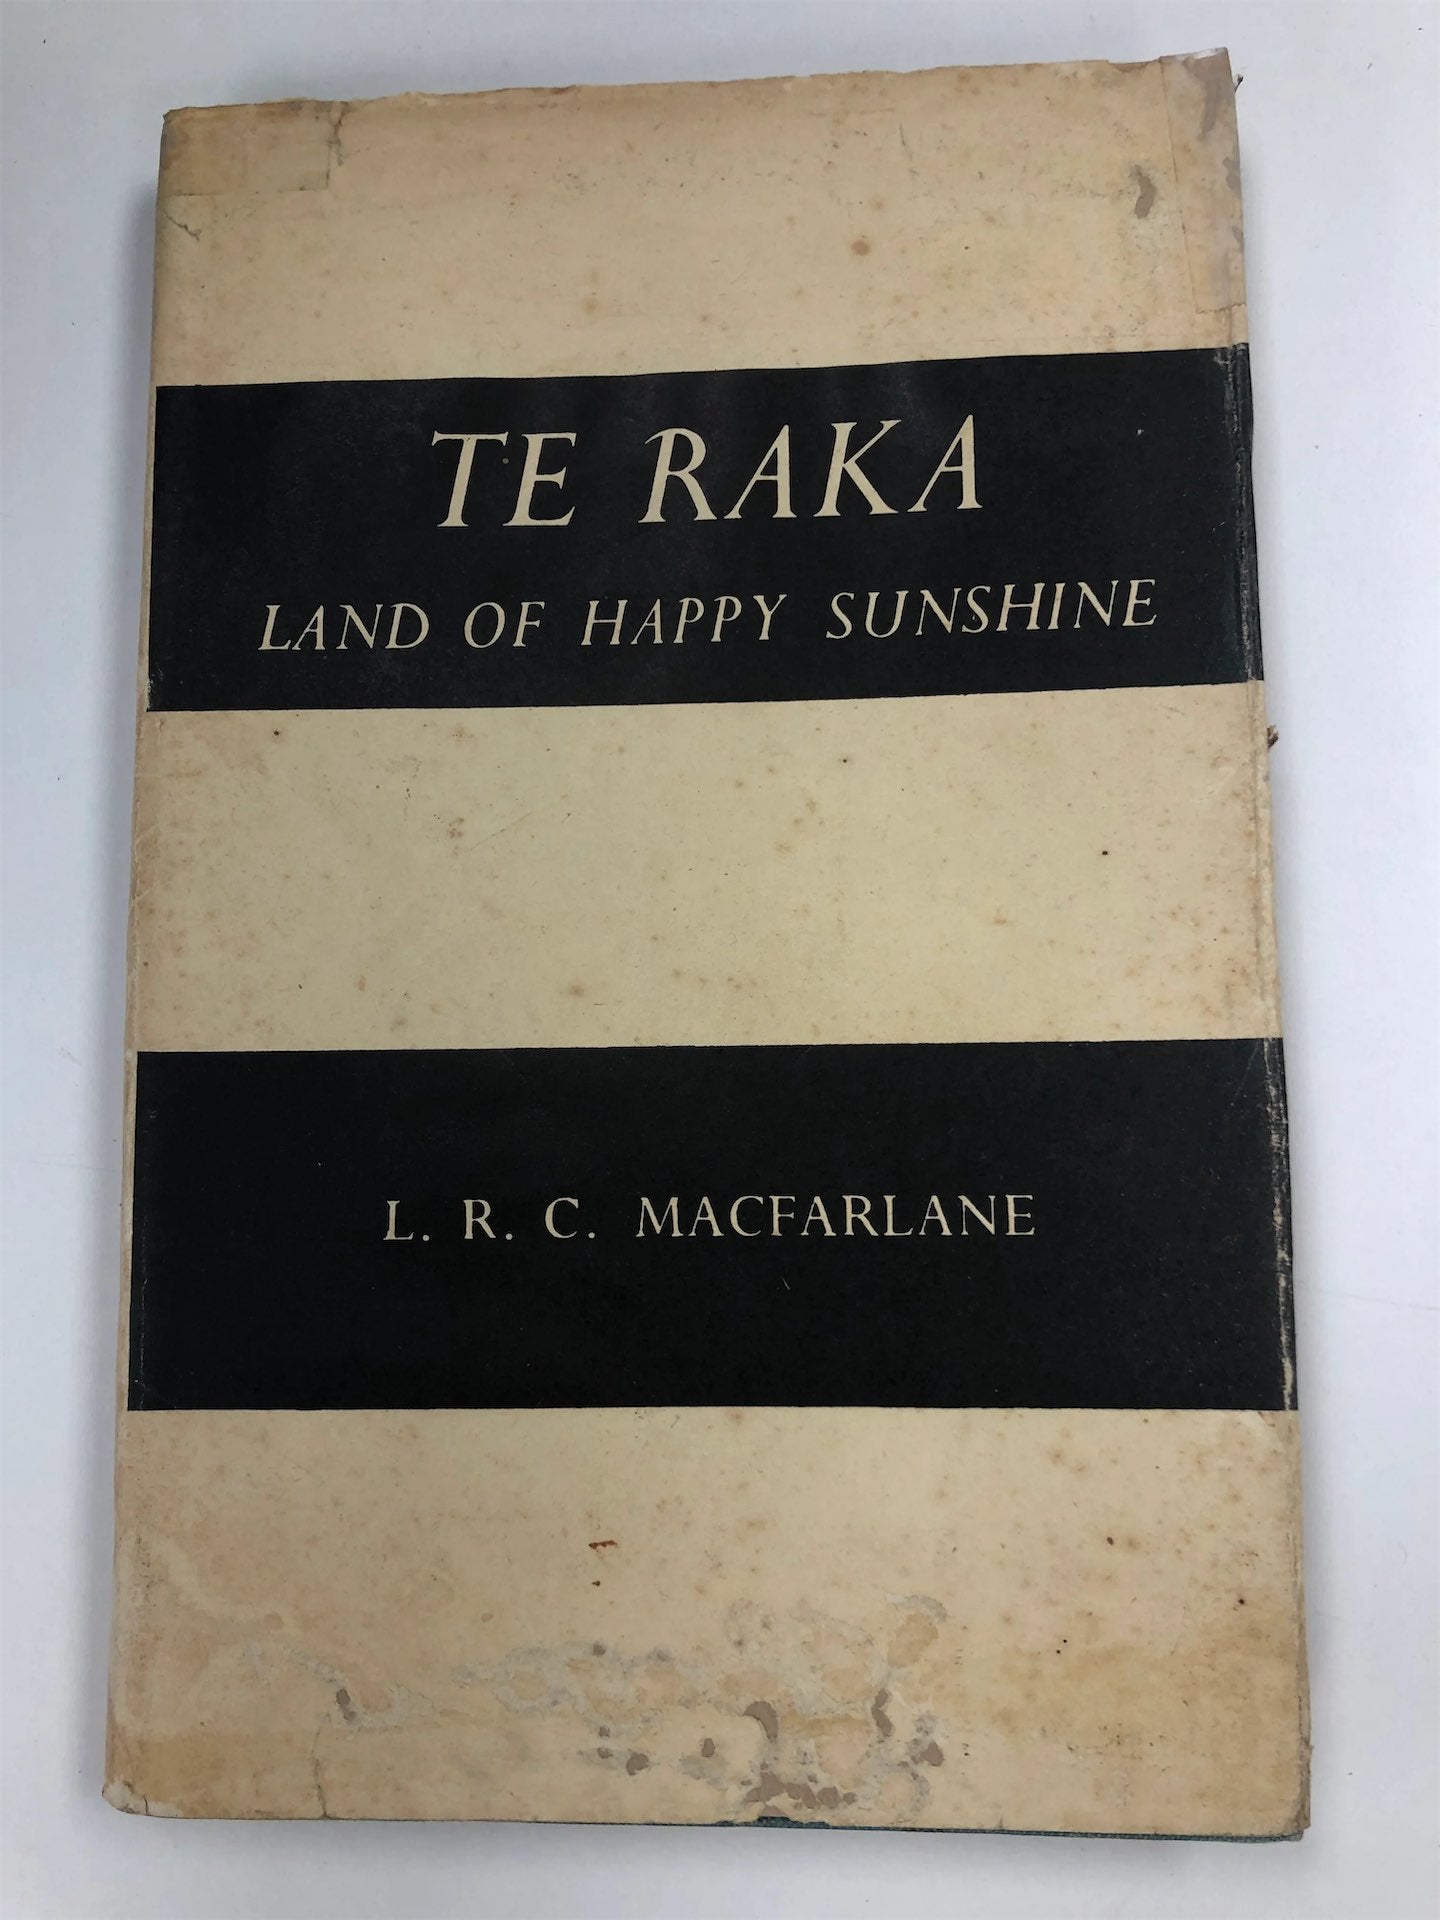 TE RAKA
LAND OF HAPPY SUNSHINE
L. R. C. MACFARLANE